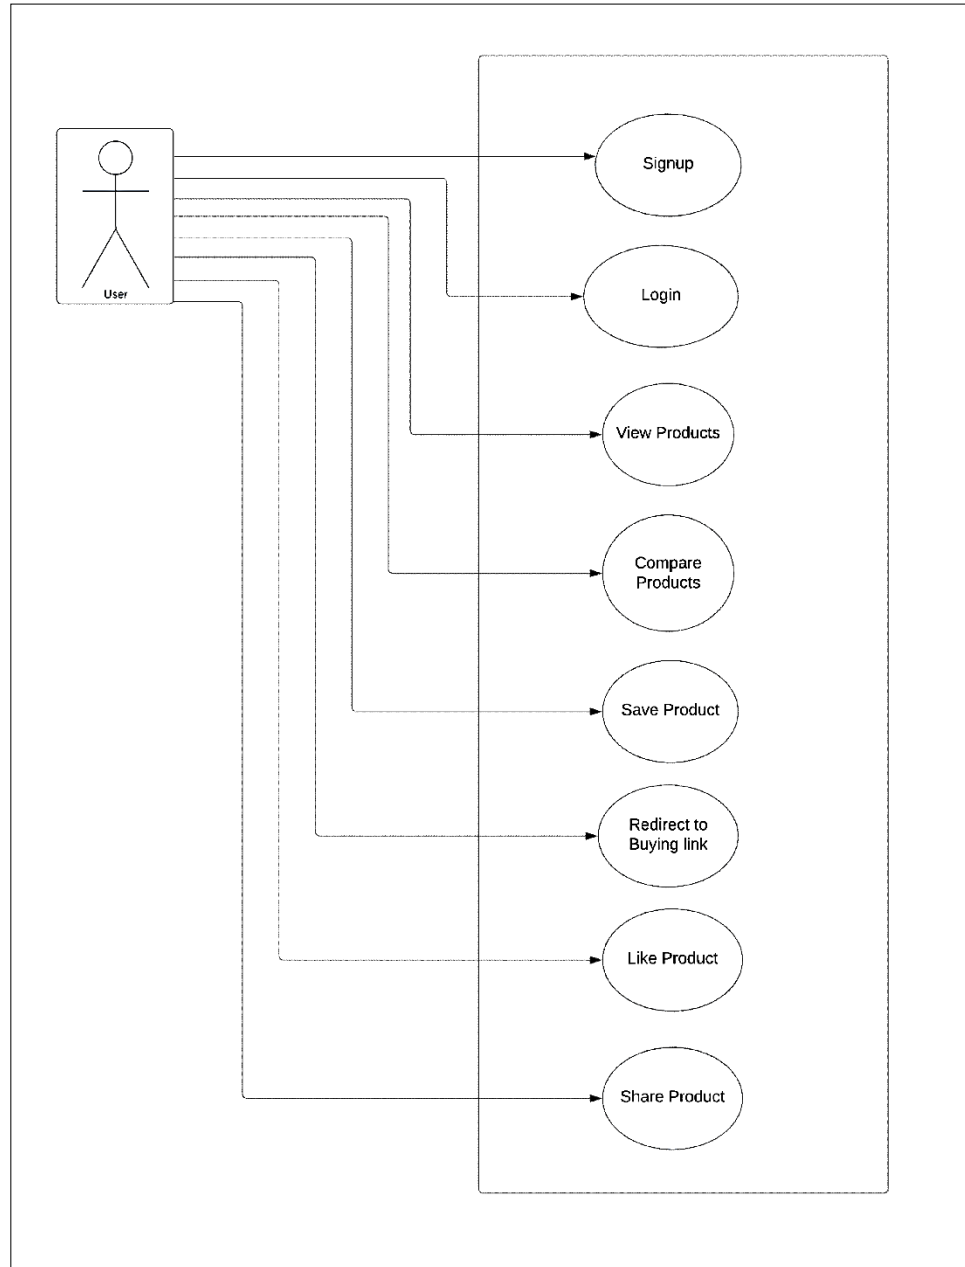 User
Signup
Login
View Products
Compare
Products
Save Product
Redirect to
Buying link
Like Product
Share Product